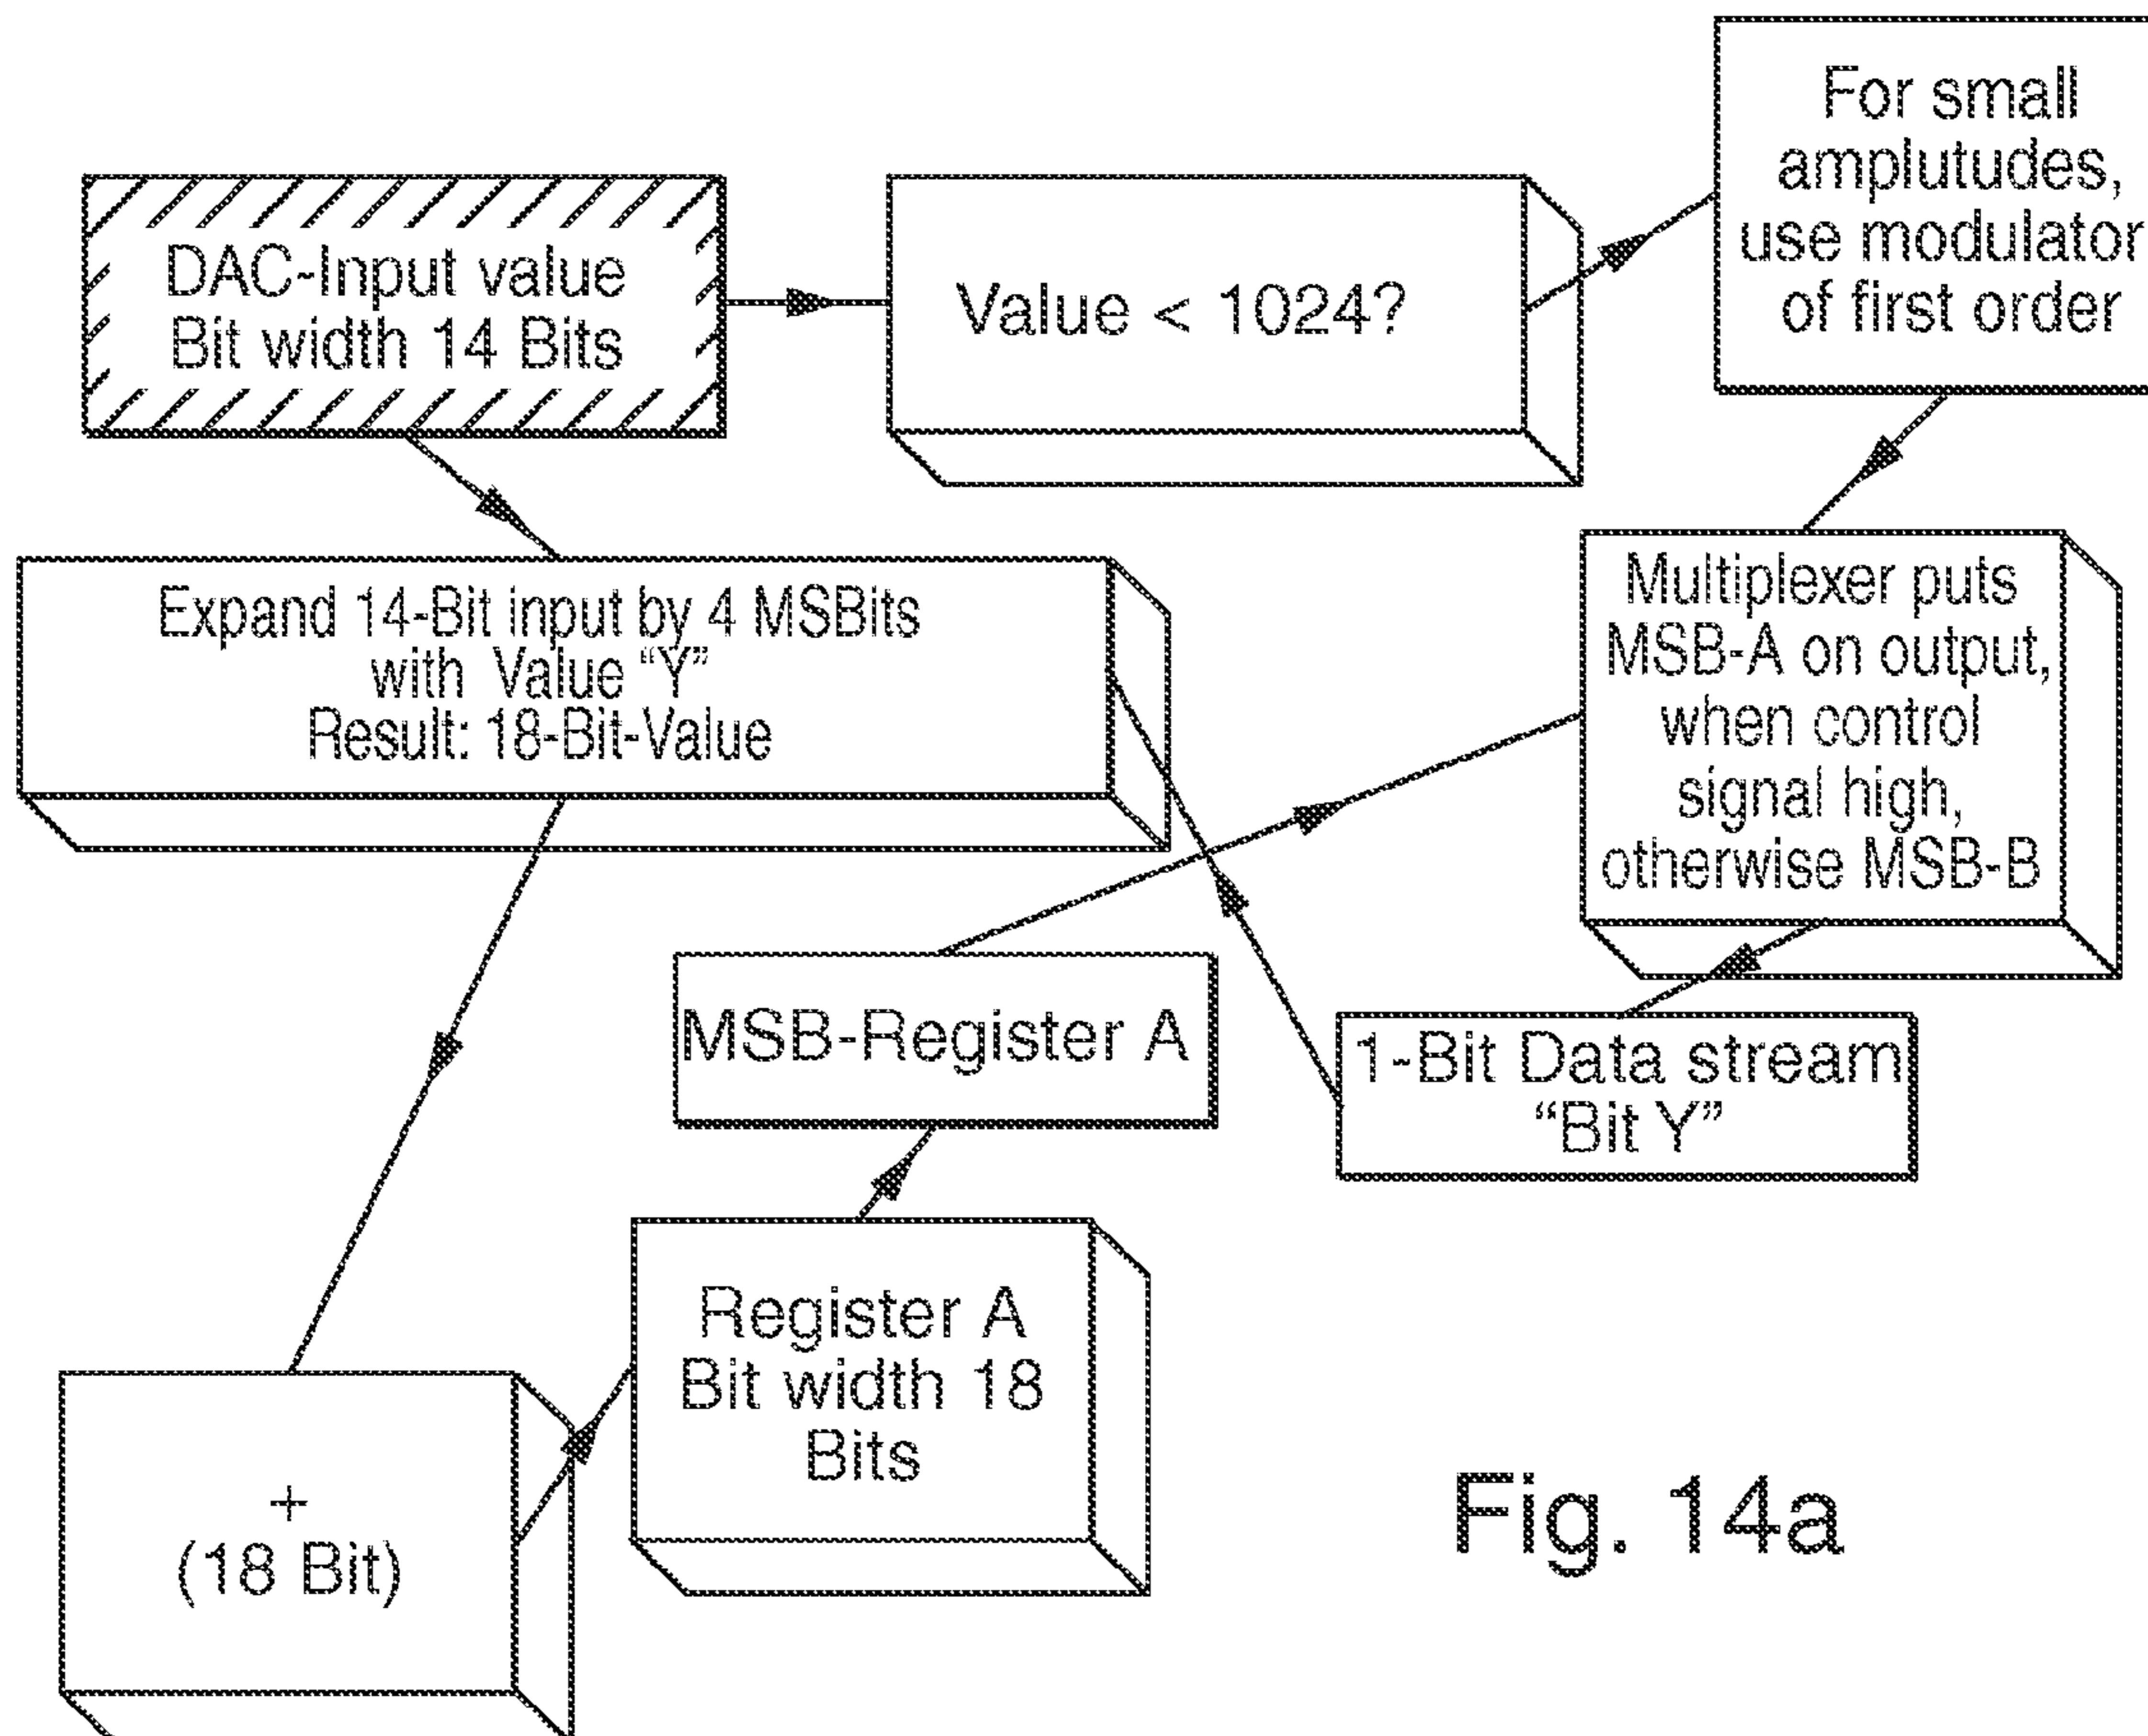 For small
amplutudes,
use modulator
of first order
DAC-Input value
Bit width 14 Bits
Value < 1024?
Expand 14-Bit input by 4 MSBits
with Value “Y”
Result: 18-Bit-Value
Multiplexer puts
MSB-A on output,
when control
signal high,
otherwise MSB-B
MSB-Register A
1-Bit Data stream
“Bit Y”
Register A
Bit width 18
Bits
+
(18 Bit)
Fig. 14a